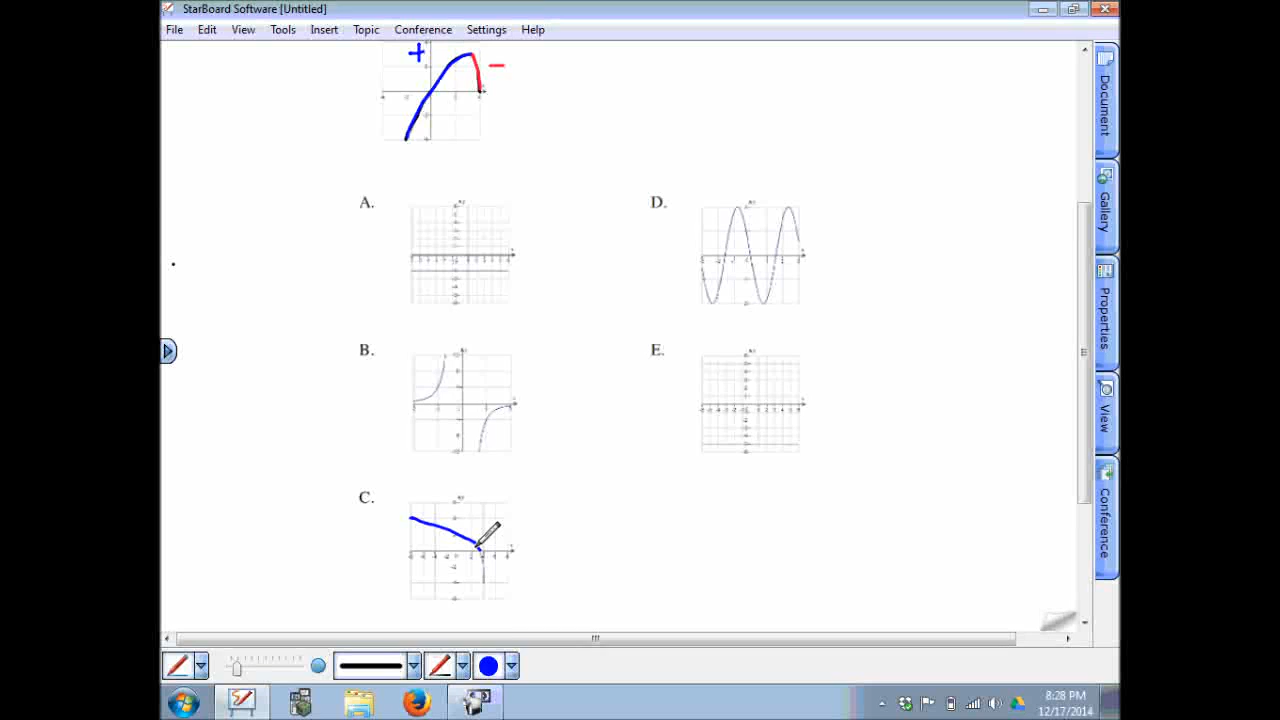 StarBoard Software [Untitled]
File Edit View Tools Insert Topic Conference Settings Help
+
−
A.
D.
B.
E.
C.
Document
Gallery
Properties
View
Conference
8:28 PM
12/17/2014